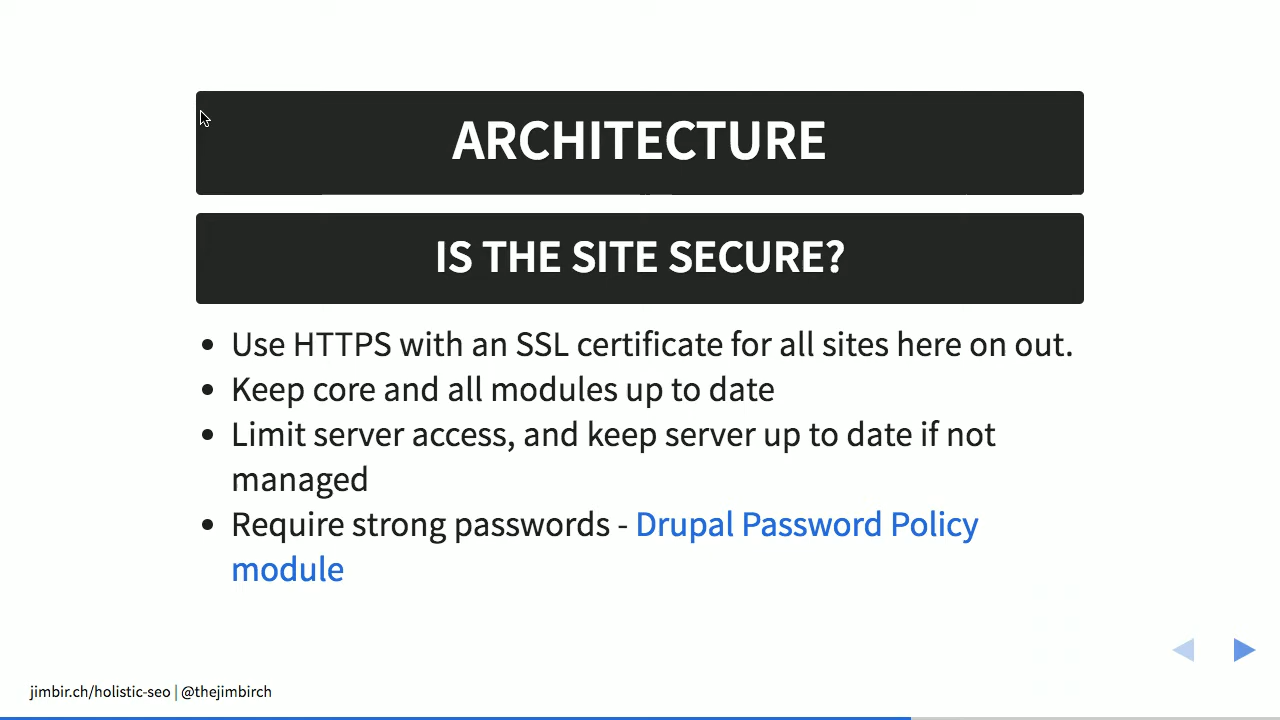 ARCHITECTURE
IS THE SITE SECURE?
• Use HTTPS with an SSL certificate for all sites here on out.
• Keep core and all modules up to date
• Limit server access, and keep server up to date if not
managed
• Require strong passwords - Drupal Password Policy
module
jimbir.ch/holistic-seo | @thejimbirch